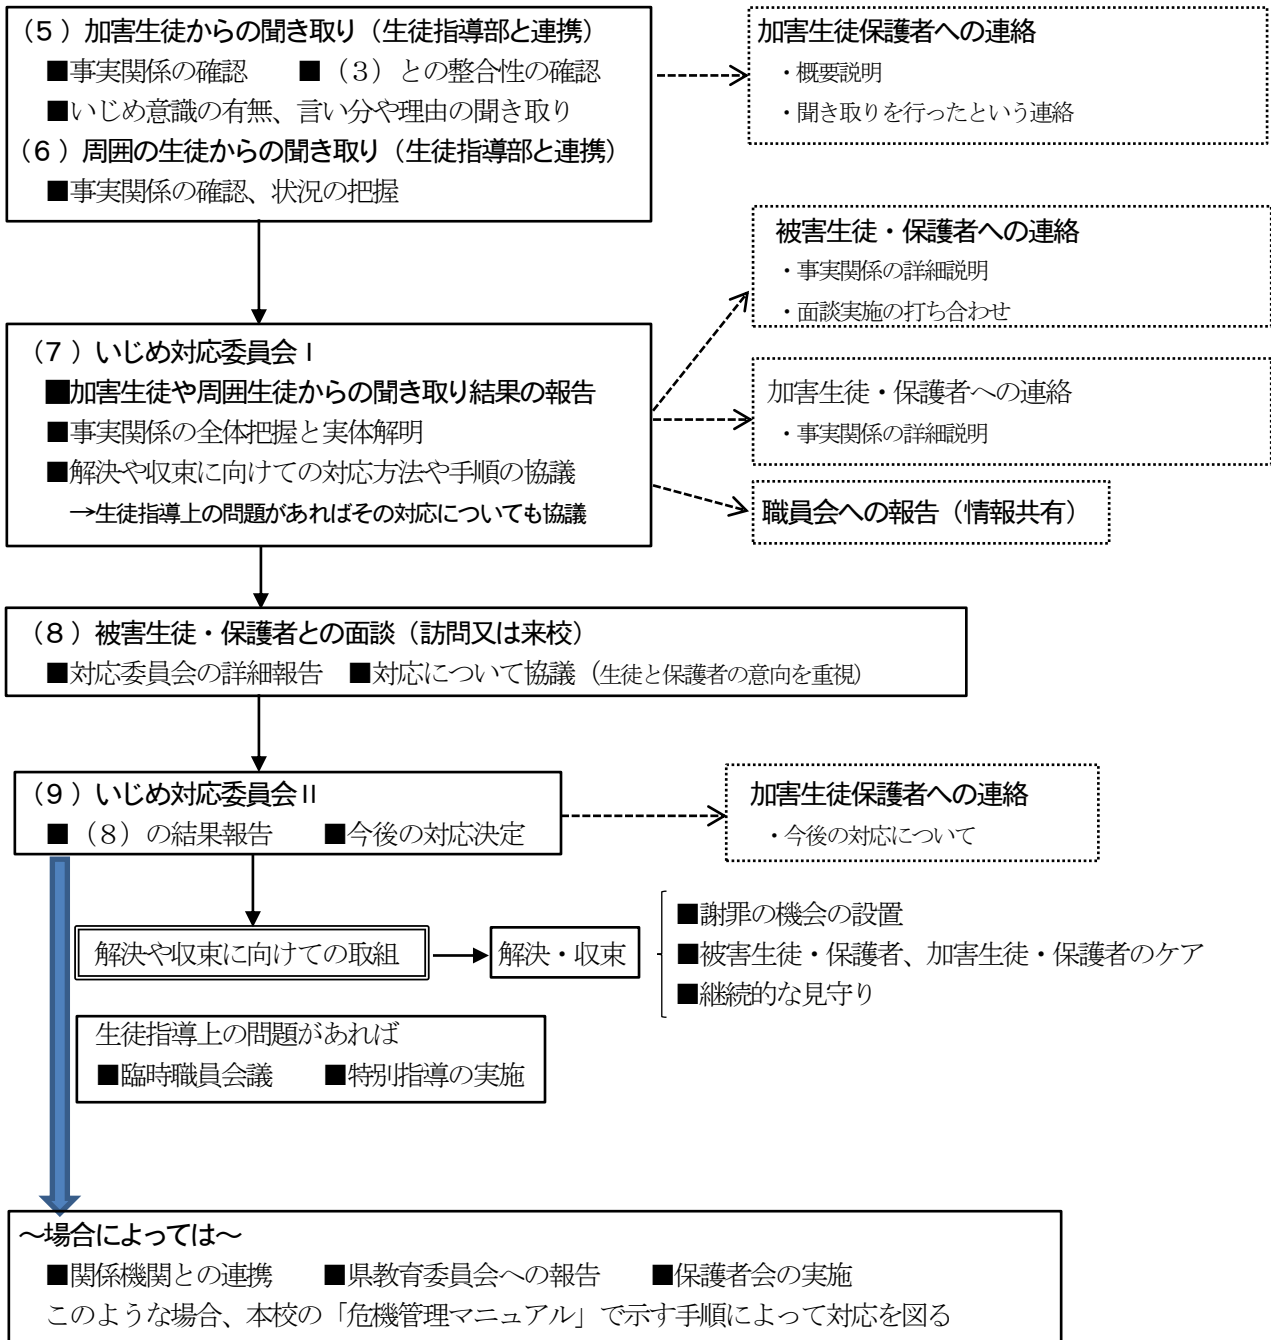 (5)加害生徒からの聞き取り(生徒指導部と連携)
■事実関係の確認 ■(3)との整合性の確認
■いじめ意識の有無、言い分や理由の聞き取り
(6)周囲の生徒からの聞き取り(生徒指導部と連携)
■事実関係の確認、状況の把握
加害生徒保護者への連絡
・概要説明
・聞き取りを行ったという連絡
被害生徒・保護者への連絡
・事実関係の詳細説明
・面談実施の打ち合わせ
(7)いじめ対応委員会Ⅰ
■加害生徒や周囲生徒からの聞き取り結果の報告
■事実関係の全体把握と実体解明
■解決や収束に向けての対応方法や手順の協議
→生徒指導上の問題があればその対応についても協議
加害生徒・保護者への連絡
・事実関係の詳細説明
職員会への報告(情報共有)
(8)被害生徒・保護者との面談(訪問又は来校)
■対応委員会の詳細報告 ■対応について協議(生徒と保護者の意向を重視)
(9)いじめ対応委員会Ⅱ
■(8)の結果報告 ■今後の対応決定
加害生徒保護者への連絡
・今後の対応について
解決や収束に向けての取組
解決・収束
■謝罪の機会の設置
■被害生徒・保護者、加害生徒・保護者のケア
■継続的な見守り
生徒指導上の問題があれば
■臨時職員会議 ■特別指導の実施
~場合によっては~
■関係機関との連携 ■県教育委員会への報告 ■保護者会の実施
このような場合、本校の「危機管理マニュアル」で示す手順によって対応を図る